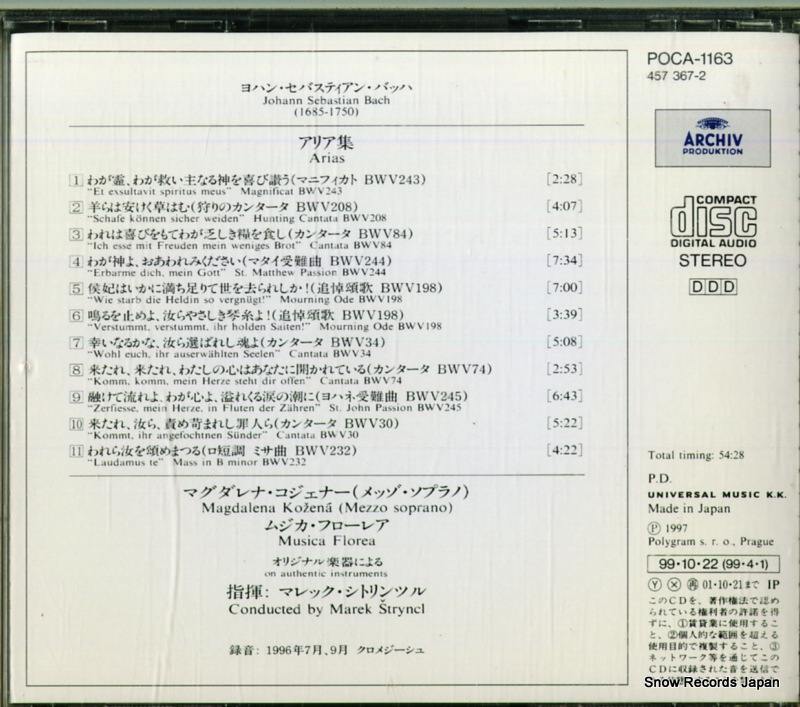 ヨハン・セバスティアン・バッハ
Johann Sebastian Bach
(1685-1750)
アリア集
Arias
1 わが霊、わが救い主なる神を喜び讃う(マニフィカト BWV243) [2:28]
"Et exsultavit spiritus meus" Magnificat BWV243
2 羊らは安けく草はむ(狩りのカンタータ BWV208) [4:07]
"Schafe können sicher weiden" Hunting Cantata BWV208
3 われは喜びをもてわが乏しき糧を食し(カンタータ BWV84) [5:13]
"Ich esse mit Freuden mein weniges Brot" Cantata BWV84
4 わが神よ、おあわれみください(マタイ受難曲 BWV244) [7:34]
"Erbarme dich, mein Gott" St. Matthew Passion BWV244
5 侯妃はいかに満ち足りて世を去られしか!(追悼頌歌 BWV198) [7:00]
"Wie starb die Heldin so vergnügt!" Mourning Ode BWV198
6 鳴るを止めよ、汝らやさしき琴糸よ!(追悼頌歌 BWV198) [3:39]
"Verstummt, verstummt, ihr holden Saiten!" Mourning Ode BWV198
7 幸いなるかな、汝ら選ばれし魂よ(カンタータ BWV34) [5:08]
"Wohl euch, ihr auserwählten Seelen" Cantata BWV34
8 来たれ、来たれ、わたしの心はあなたに開かれている(カンタータ BWV74) [2:53]
"Komm, komm, mein Herze steht dir offen" Cantata BWV74
9 融けて流れよ、わが心よ、溢れくる涙の潮に(ヨハネ受難曲 BWV245) [6:43]
"Zerfiesse, mein Herze, in Fluten der Zähren" St. John Passion BWV245
10 来たれ、汝ら、責め苛まれし罪人ら(カンタータ BWV30) [5:22]
"Kommt, ihr angefochtnen Sünder" Cantata BWV30
11 われら汝を頌めまつる(ロ短調 ミサ曲 BWV232) [4:22]
"Laudamus te" Mass in B minor BWV232
マグダレナ・コジェナー(メッゾ・ソプラノ)
Magdalena Kožená (Mezzo soprano)
ムジカ・フローレア
Musica Florea
オリジナル楽器による
on authentic instruments
指揮: マレック・シトリンツル
Conducted by Marek Štryncl
録音: 1996年7月、9月 クロメジーシュ
POCA-1163
457 367-2
ARCHIV
PRODUKTION
COMPACT
disc
DIGITAL AUDIO
STEREO
DDD
Total timing: 54:28
P.D.
UNIVERSAL MUSIC K.K.
Made in Japan
Ⓟ 1997
Polygram s. r. o., Prague
99・10・22 (99・4・1)
Ⓨ Ⓧ 再 01・10・21まで IP
このCDを、著作権法で認め
られている権利者の許諾を得
ずに、①賃貸業に使用するこ
と、②個人的な範囲を超える
使用目的で複製すること、③
ネットワーク等を通じてこの
CDに収録された音を送信で
Snow Records Japan